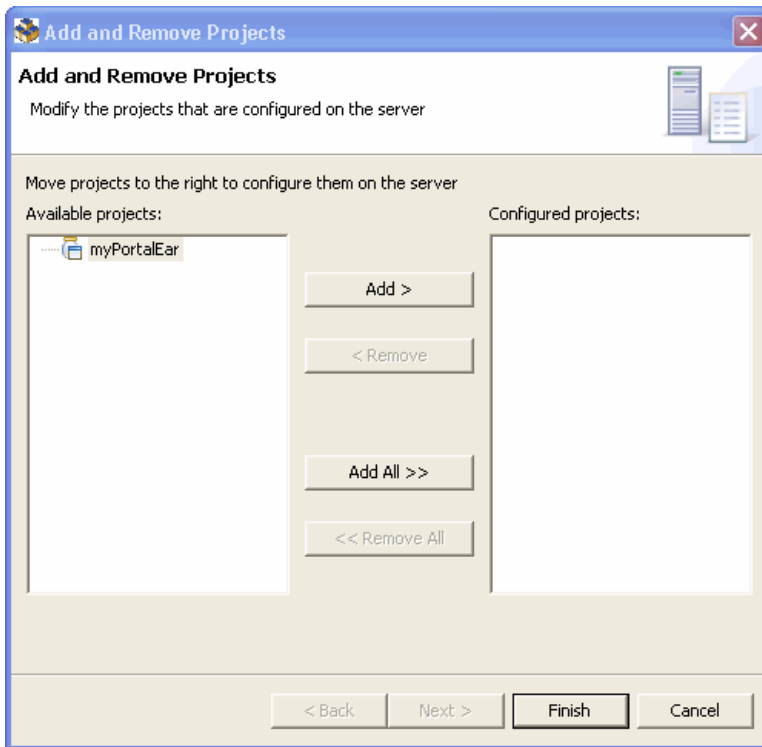 Add and Remove Projects
Add and Remove Projects
Modify the projects that are configured on the server
Move projects to the right to configure them on the server
Available projects:
Configured projects:
myPortalEar
Add >
< Remove
Add All >>
<< Remove All
< Back
Next >
Finish
Cancel